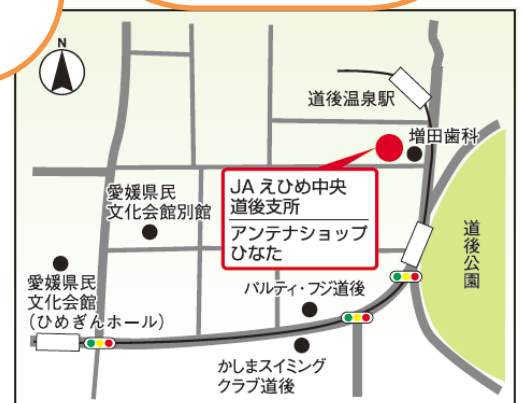 N
道後温泉駅
増田歯科
JA えひめ中央
道後支所
アンテナショップ
ひなた
愛媛県民
文化会館別館
道後公園
愛媛県民
文化会館
（ひめぎんホール）
パルティ・フジ道後
かしまスイミング
クラブ道後